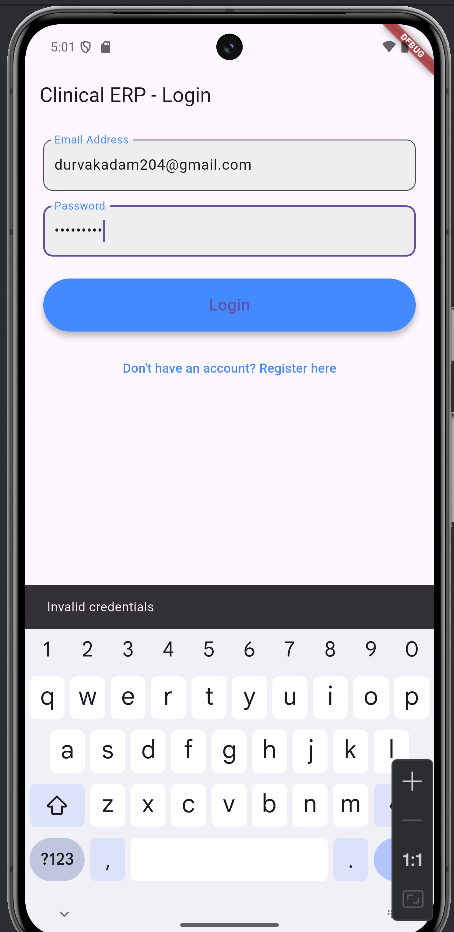 5:01
DEBUG
Clinical ERP - Login
Email Address
durvakadam204@gmail.com
Password
•••••••••
Login
Don't have an account? Register here
Invalid credentials
1 2 3 4 5 6 7 8 9 0
q w e r t y u i o p
a s d f g h j k l
z x c v b n m
?123 , .
1:1